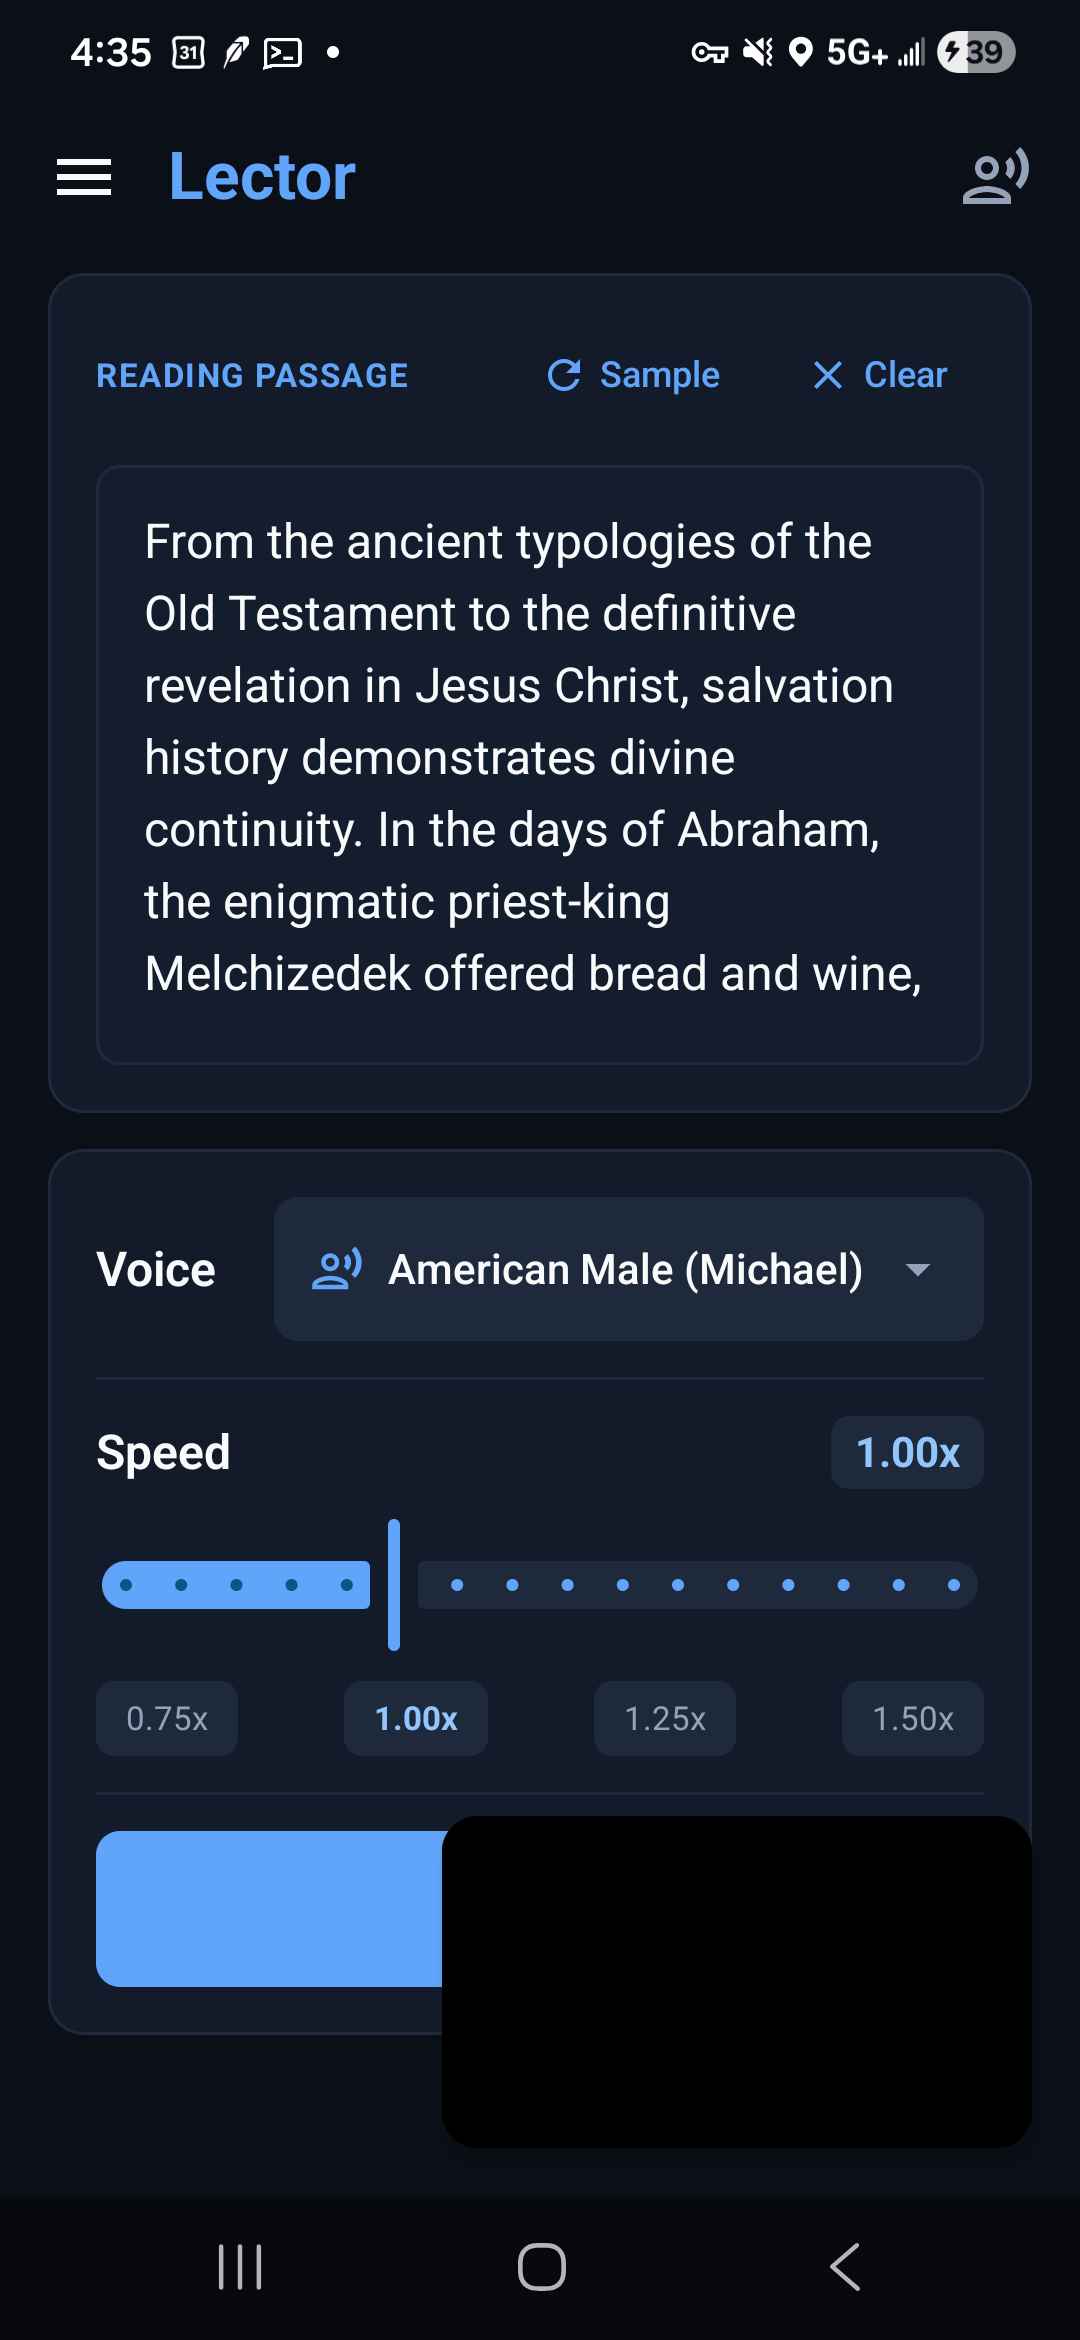 4:35 31 5G+ 39
Lector
READING PASSAGE Sample Clear
From the ancient typologies of the
Old Testament to the definitive
revelation in Jesus Christ, salvation
history demonstrates divine
continuity. In the days of Abraham,
the enigmatic priest-king
Melchizedek offered bread and wine,
Voice American Male (Michael)
Speed 1.00x
0.75x 1.00x 1.25x 1.50x